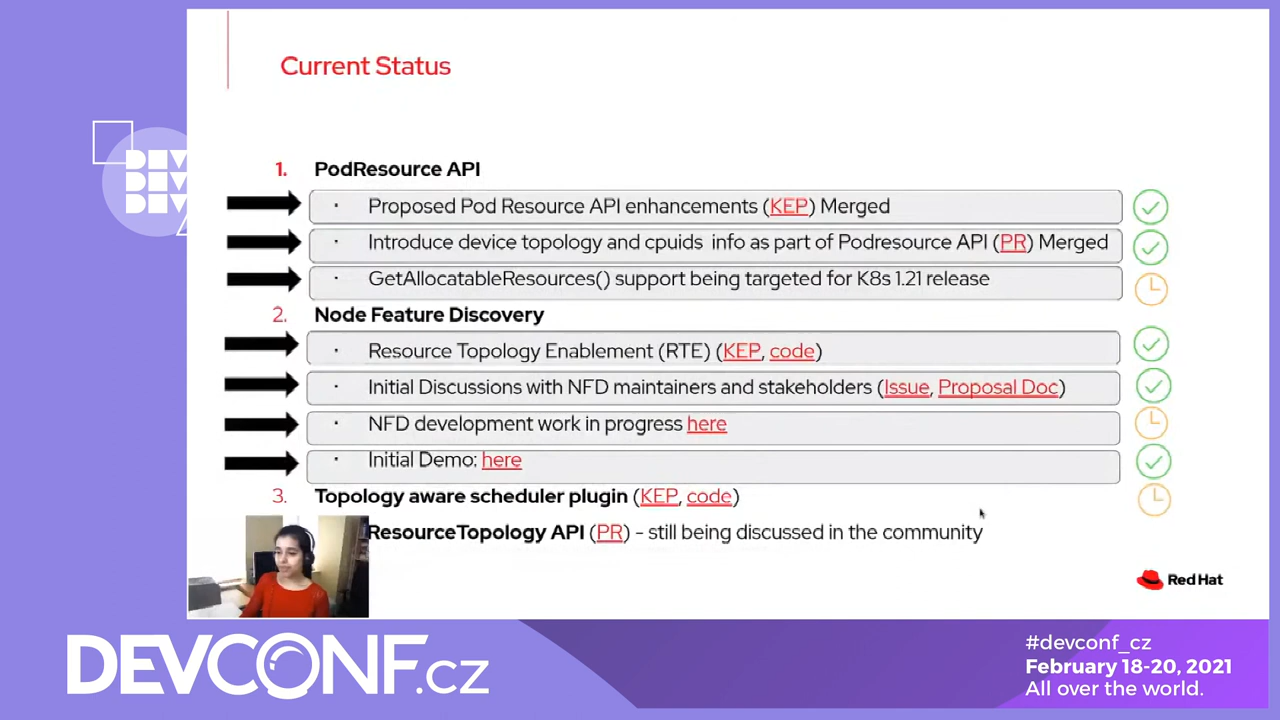 Current Status
1. PodResource API
· Proposed Pod Resource API enhancements (KEP) Merged
· Introduce device topology and cpuids info as part of Podresource API (PR) Merged
· GetAllocatableResources() support being targeted for K8s 1.21 release
2. Node Feature Discovery
· Resource Topology Enablement (RTE) (KEP, code)
· Initial Discussions with NFD maintainers and stakeholders (Issue, Proposal Doc)
· NFD development work in progress here
· Initial Demo: here
3. Topology aware scheduler plugin (KEP, code)
ResourceTopology API (PR) - still being discussed in the community
Red Hat
DEV
DEV
DEV
DEVCONF.cz
#devconf_cz
February 18-20, 2021
All over the world.